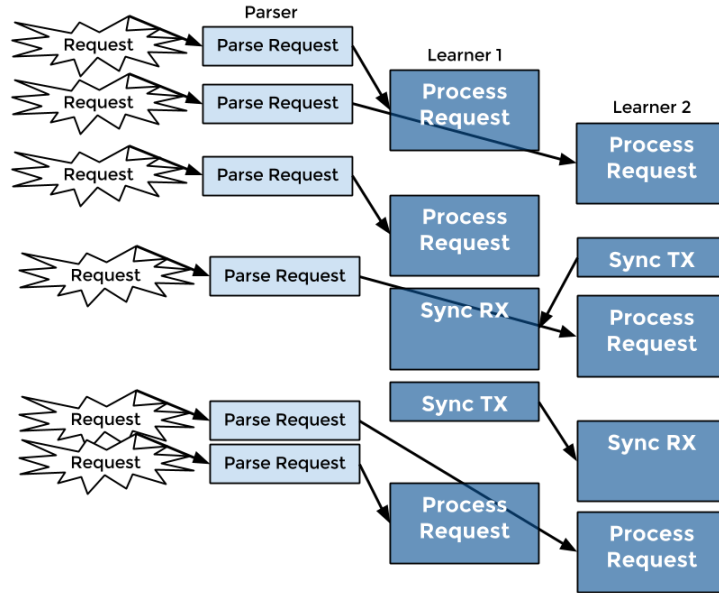 Parser
Request
Parse Request
Learner 1
Process
Request
Request
Parse Request
Learner 2
Process
Request
Request
Parse Request
Process
Request
Sync TX
Request
Parse Request
Sync RX
Process
Request
Sync TX
Request
Parse Request
Sync RX
Request
Parse Request
Process
Request
Process
Request